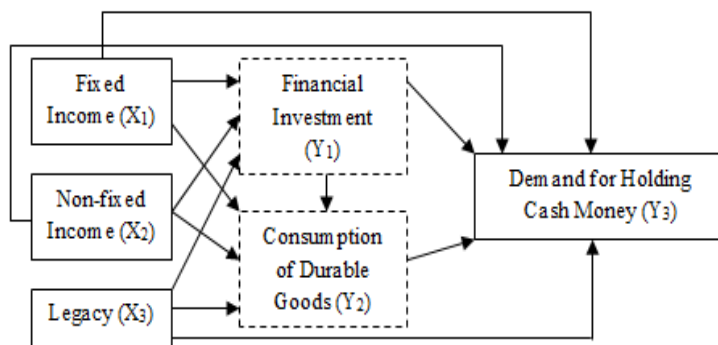 Fixed
Income (X₁)
Non-fixed
Income (X₂)
Legacy (X₃)
Financial
Investment
(Y₁)
Consumption
of Durable
Goods (Y₂)
Demand for Holding
Cash Money (Y₃)